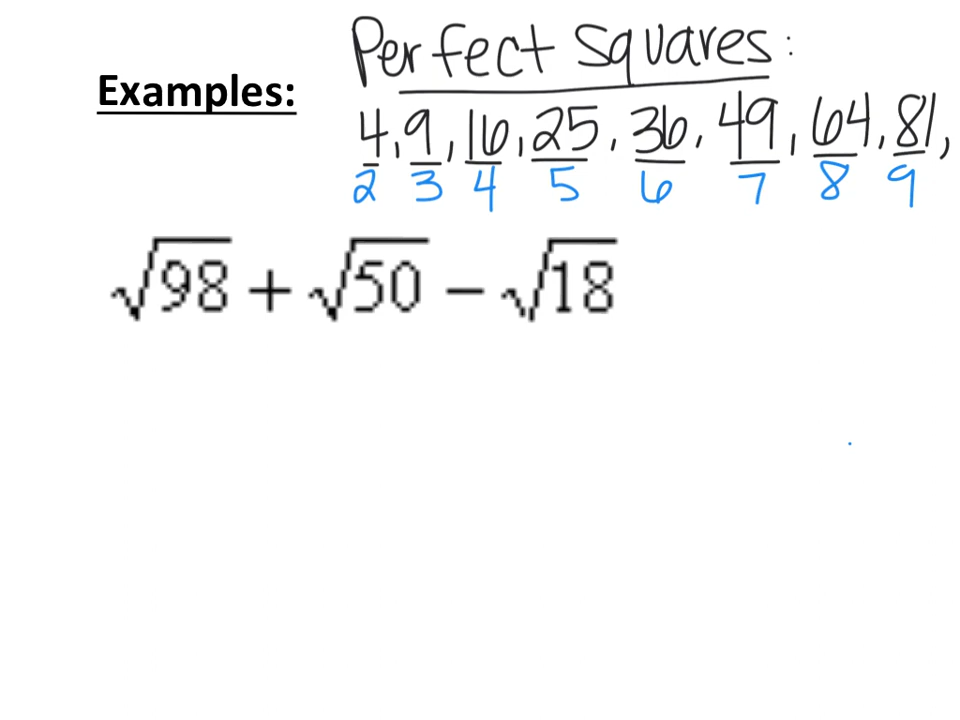 Perfect Squares:
Examples:
4, 9, 16, 25, 36, 49, 64, 81,
2 3 4 5 6 7 8 9
√98 + √50 − √18